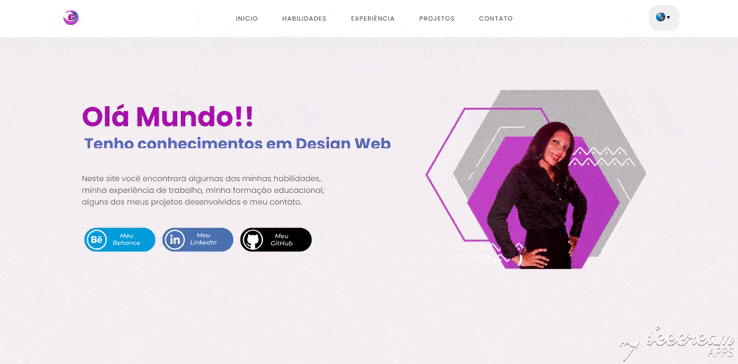 INICIO
HABILIDADES
EXPERIÊNCIA
PROJETOS
CONTATO
Olá Mundo!!
Tenho conhecimentos em Design Web
Neste site você encontrará algumas das minhas habilidades,
minha experiência de trabalho, minha formação educacional,
alguns dos meus projetos desenvolvidos e meu contato.
Bē Meu
Behance
in Meu
LinkedIn
Meu
GitHub
my Icecream
APPS